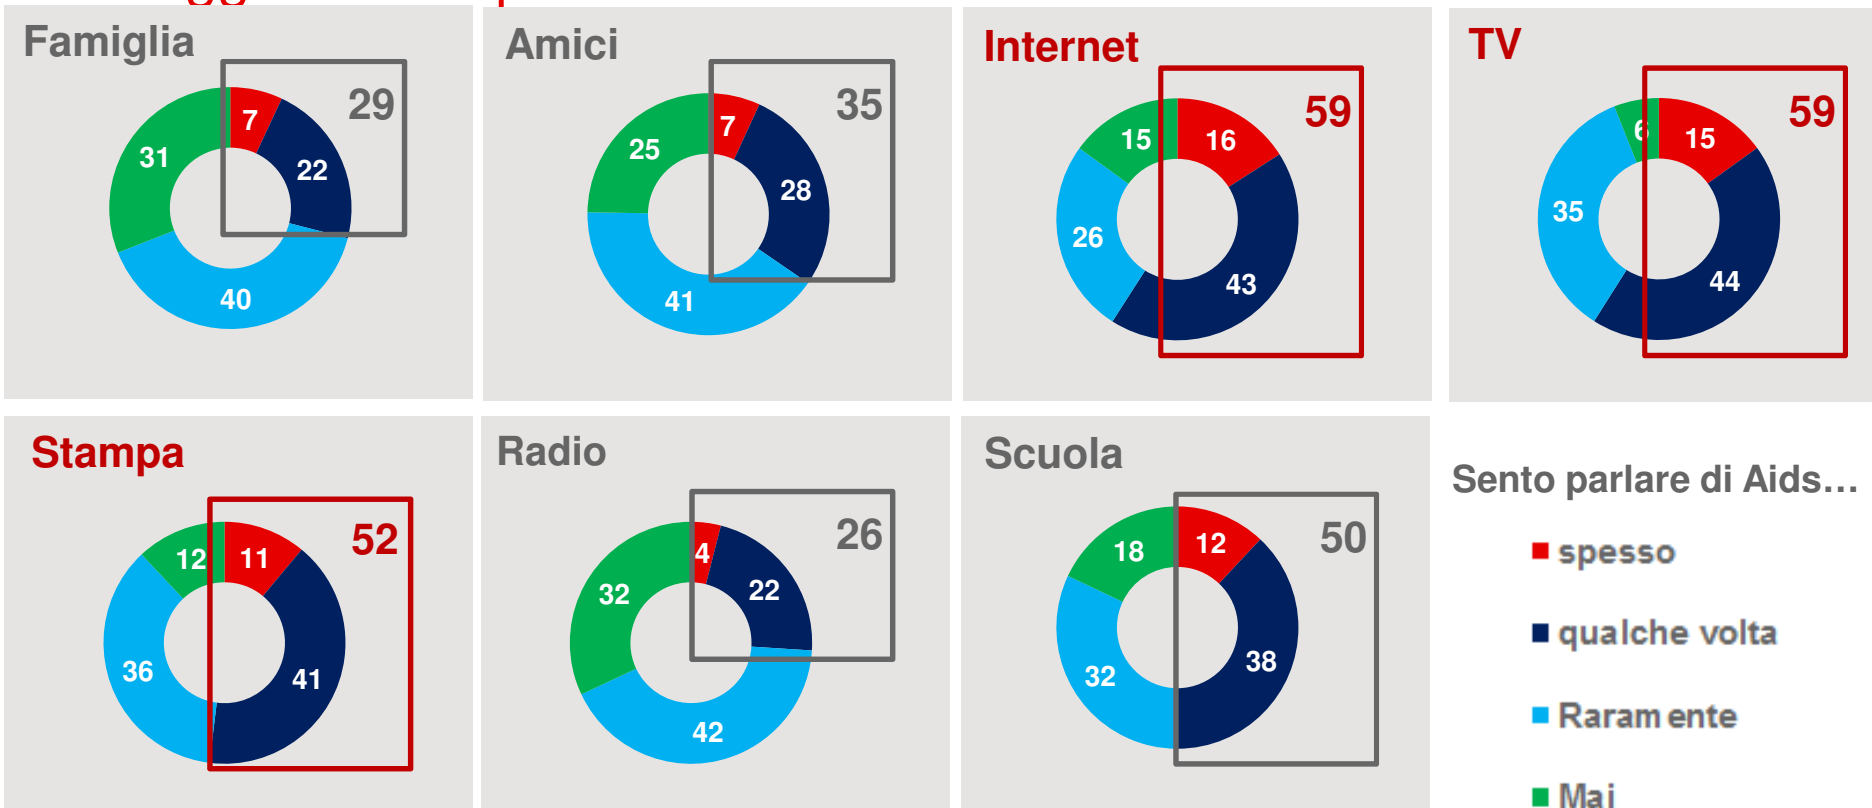 Famiglia
29
7
22
31
40
Amici
35
7
28
25
41
Internet
59
16
15
26
43
TV
59
15
6
35
44
Stampa
52
11
12
36
41
Radio
26
4
22
32
42
Scuola
50
12
18
32
38
Sento parlare di Aids…
spesso
qualche volta
Raramente
Mai